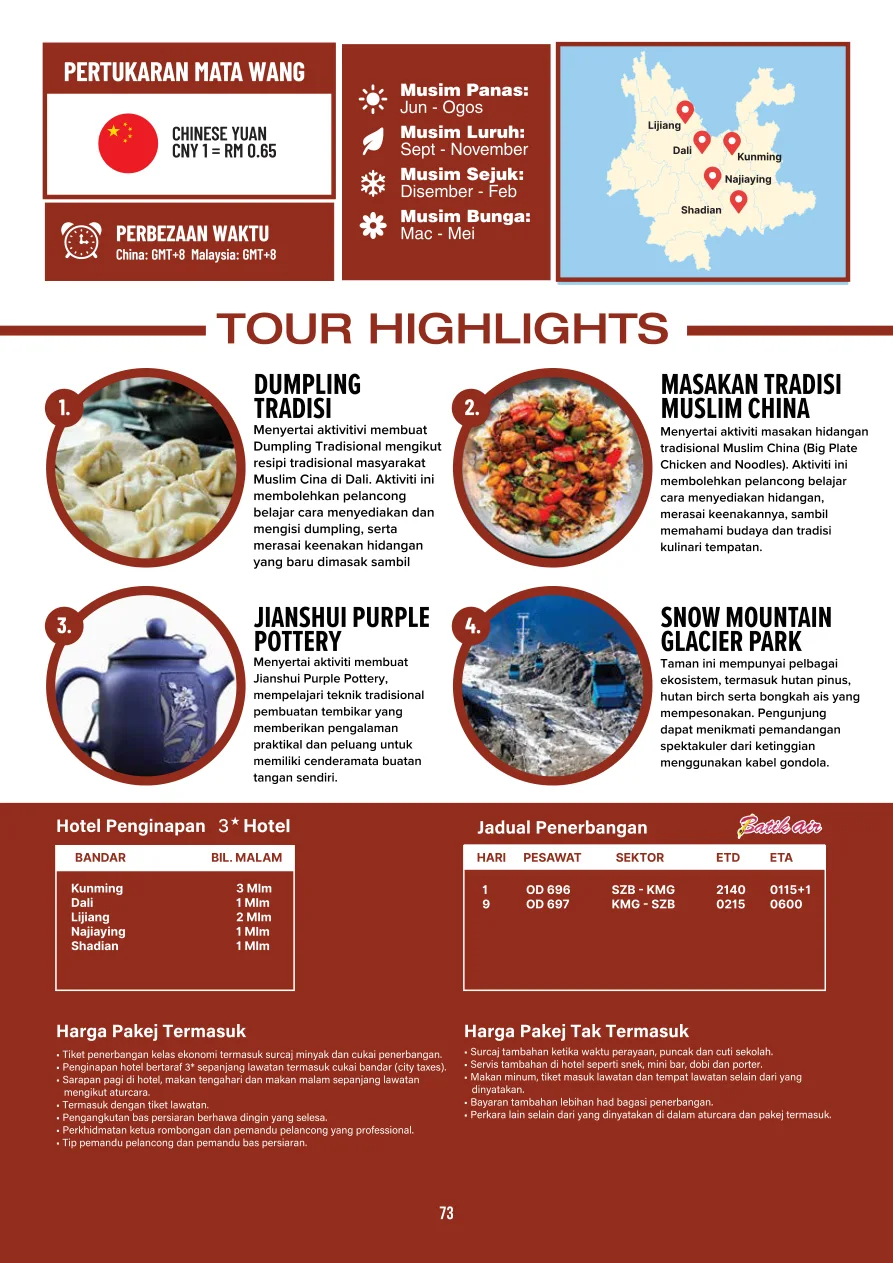 PERTUKARAN MATA WANG
CHINESE YUAN
CNY 1 = RM 0.65
PERBEZAAN WAKTU
China: GMT+8 Malaysia: GMT+8
Musim Panas:
Jun - Ogos
Musim Luruh:
Sept - November
Musim Sejuk:
Disember - Feb
Musim Bunga:
Mac - Mei
Lijiang
Dali
Kunming
Najiaying
Shadian
TOUR HIGHLIGHTS
1.
DUMPLING
TRADISI
Menyertai aktivitivi membuat
Dumpling Tradisional mengikut
resipi tradisional masyarakat
Muslim Cina di Dali. Aktiviti ini
membolehkan pelancong
belajar cara menyediakan dan
mengisi dumpling, serta
merasai keenakan hidangan
yang baru dimasak sambil
2.
MASAKAN TRADISI
MUSLIM CHINA
Menyertai aktiviti masakan hidangan
tradisional Muslim China (Big Plate
Chicken and Noodles). Aktiviti ini
membolehkan pelancong belajar
cara menyediakan hidangan,
merasai keenakannya, sambil
memahami budaya dan tradisi
kulinari tempatan.
3.
JIANSHUI PURPLE
POTTERY
Menyertai aktiviti membuat
Jianshui Purple Pottery,
mempelajari teknik tradisional
pembuatan tembikar yang
memberikan pengalaman
praktikal dan peluang untuk
memiliki cenderamata buatan
tangan sendiri.
4.
SNOW MOUNTAIN
GLACIER PARK
Taman ini mempunyai pelbagai
ekosistem, termasuk hutan pinus,
hutan birch serta bongkah ais yang
mempesonakan. Pengunjung
dapat menikmati pemandangan
spektakuler dari ketinggian
menggunakan kabel gondola.
Hotel Penginapan 3★ Hotel
BANDAR BIL. MALAM
Kunming 3 Mlm
Dali 1 Mlm
Lijiang 2 Mlm
Najiaying 1 Mlm
Shadian 1 Mlm
Jadual Penerbangan Batik air
HARI PESAWAT SEKTOR ETD ETA
1 OD 696 SZB - KMG 2140 0115+1
9 OD 697 KMG - SZB 0215 0600
Harga Pakej Termasuk
• Tiket penerbangan kelas ekonomi termasuk surcaj minyak dan cukai penerbangan.
• Penginapan hotel bertaraf 3* sepanjang lawatan termasuk cukai bandar (city taxes).
• Sarapan pagi di hotel, makan tengahari dan makan malam sepanjang lawatan
mengikut aturcara.
• Termasuk dengan tiket lawatan.
• Pengangkutan bas persiaran berhawa dingin yang selesa.
• Perkhidmatan ketua rombongan dan pemandu pelancong yang professional.
• Tip pemandu pelancong dan pemandu bas persiaran.
Harga Pakej Tak Termasuk
• Surcaj tambahan ketika waktu perayaan, puncak dan cuti sekolah.
• Servis tambahan di hotel seperti snek, mini bar, dobi dan porter.
• Makan minum, tiket masuk lawatan dan tempat lawatan selain dari yang
dinyatakan.
• Bayaran tambahan lebihan had bagasi penerbangan.
• Perkara lain selain dari yang dinyatakan di dalam aturcara dan pakej termasuk.
73